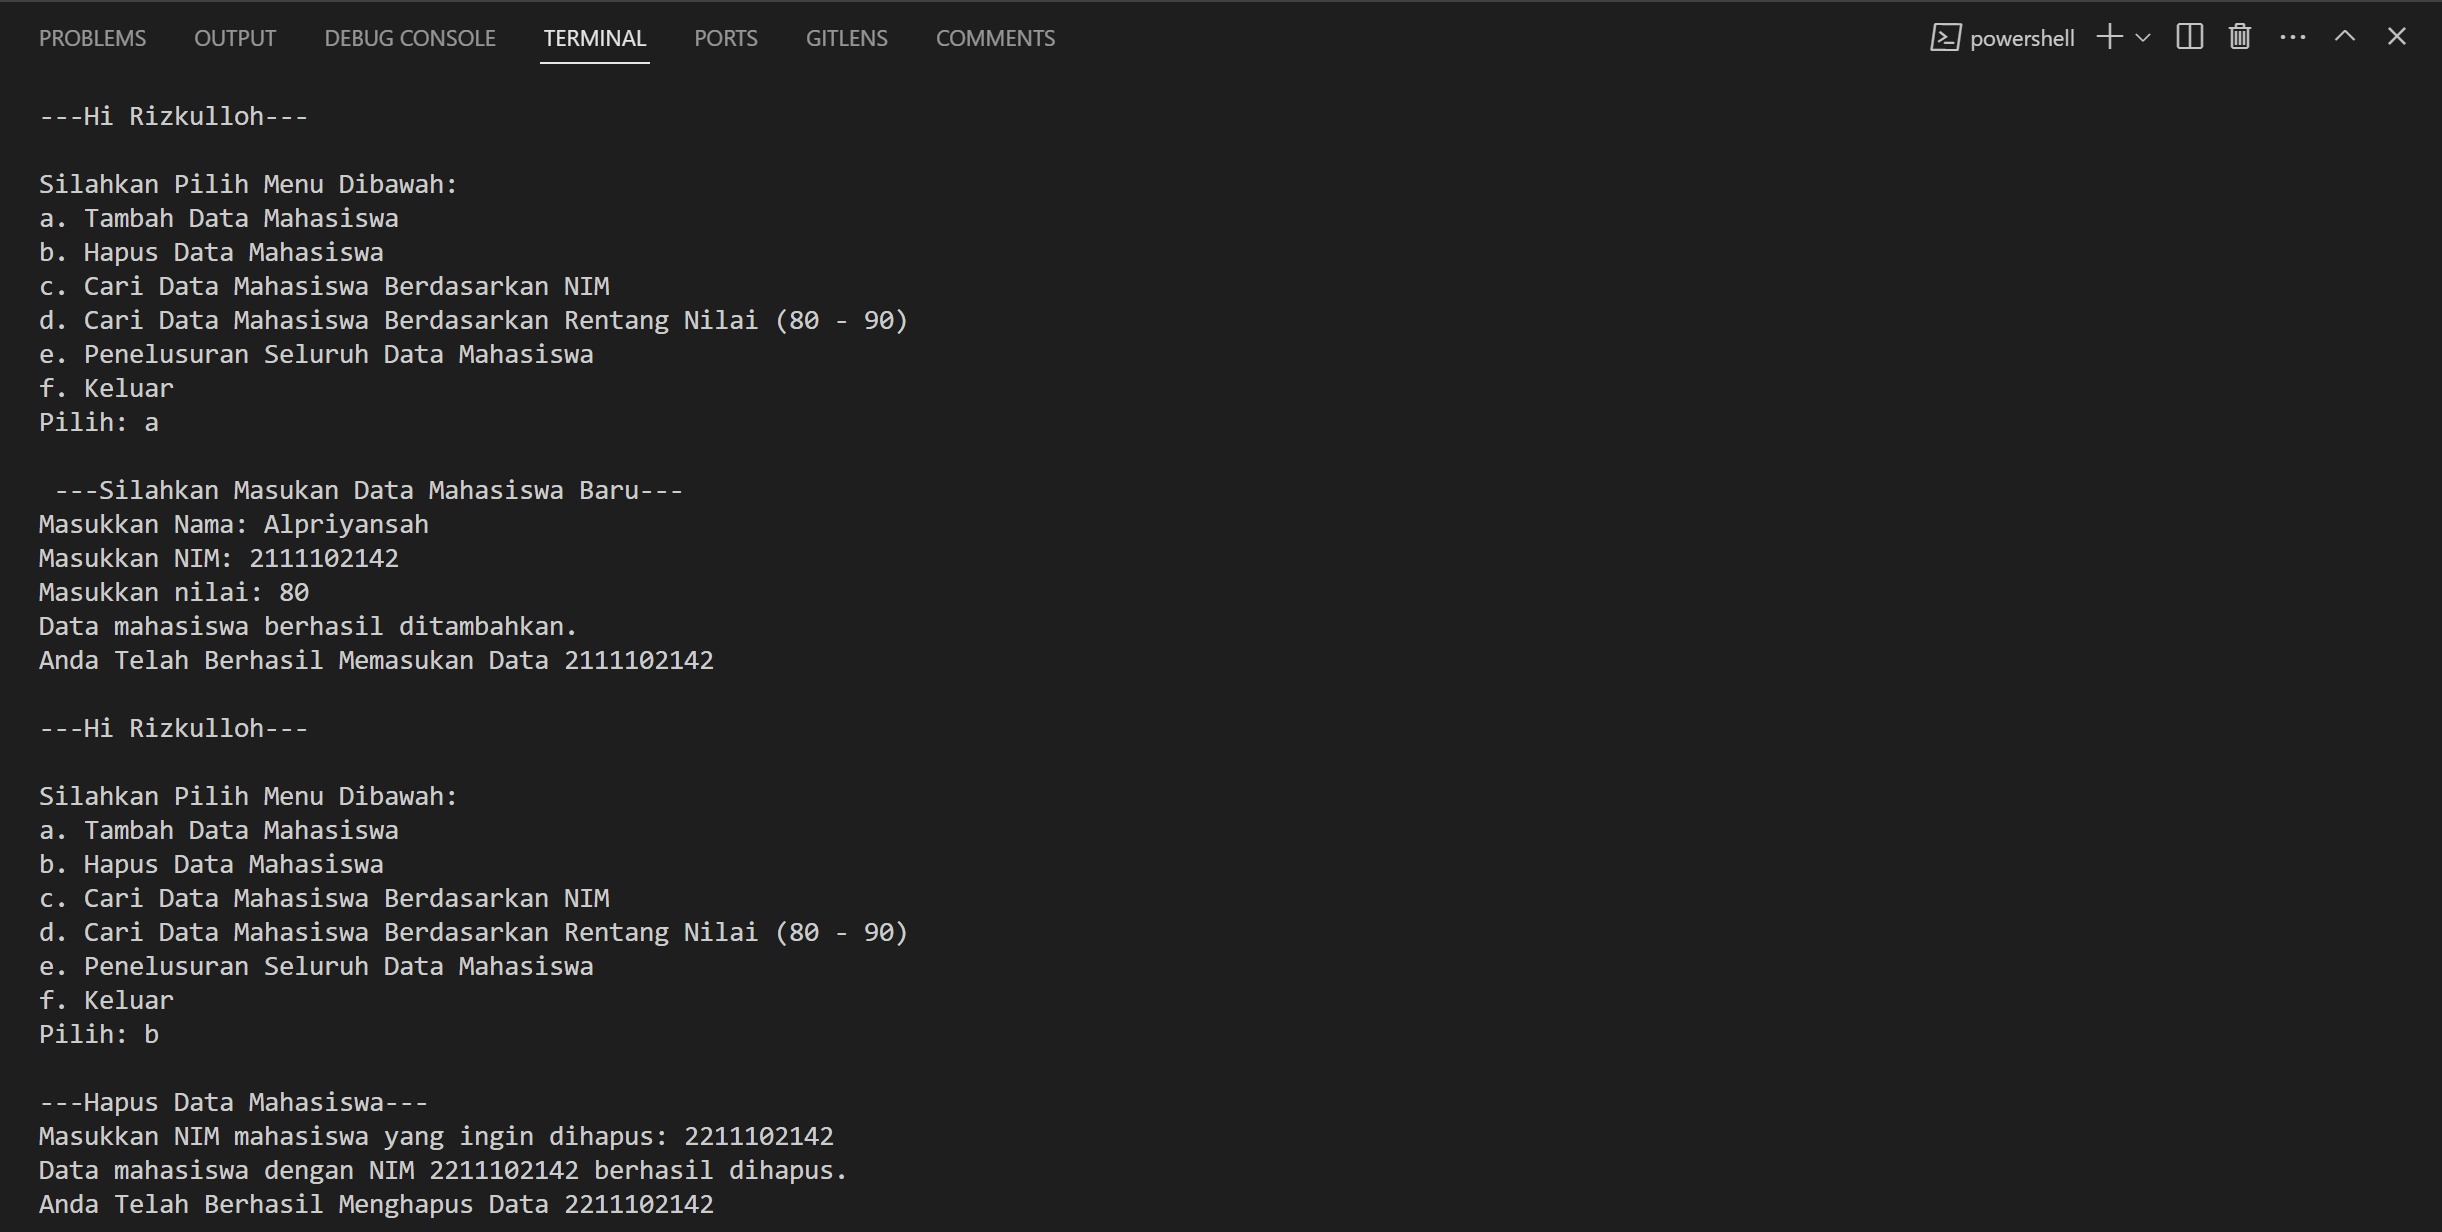 PROBLEMS OUTPUT DEBUG CONSOLE TERMINAL PORTS GITLENS COMMENTS powershell
---Hi Rizkulloh---
Silahkan Pilih Menu Dibawah:
a. Tambah Data Mahasiswa
b. Hapus Data Mahasiswa
c. Cari Data Mahasiswa Berdasarkan NIM
d. Cari Data Mahasiswa Berdasarkan Rentang Nilai (80 - 90)
e. Penelusuran Seluruh Data Mahasiswa
f. Keluar
Pilih: a
---Silahkan Masukan Data Mahasiswa Baru---
Masukkan Nama: Alpriyansah
Masukkan NIM: 2111102142
Masukkan nilai: 80
Data mahasiswa berhasil ditambahkan.
Anda Telah Berhasil Memasukan Data 2111102142
---Hi Rizkulloh---
Silahkan Pilih Menu Dibawah:
a. Tambah Data Mahasiswa
b. Hapus Data Mahasiswa
c. Cari Data Mahasiswa Berdasarkan NIM
d. Cari Data Mahasiswa Berdasarkan Rentang Nilai (80 - 90)
e. Penelusuran Seluruh Data Mahasiswa
f. Keluar
Pilih: b
---Hapus Data Mahasiswa---
Masukkan NIM mahasiswa yang ingin dihapus: 2211102142
Data mahasiswa dengan NIM 2211102142 berhasil dihapus.
Anda Telah Berhasil Menghapus Data 2211102142